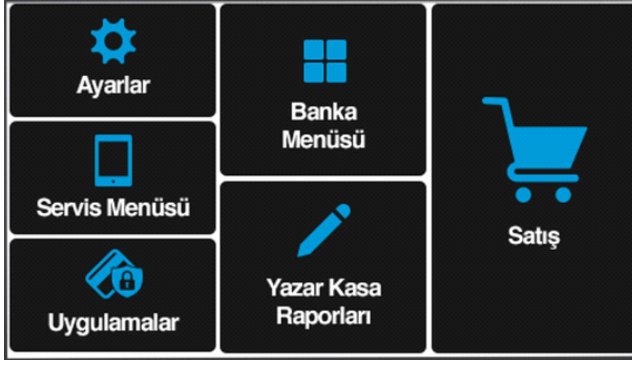 Ayarlar
Servis Menüsü
Uygulamalar
Banka
Menüsü
Yazar Kasa
Raporları
Satış